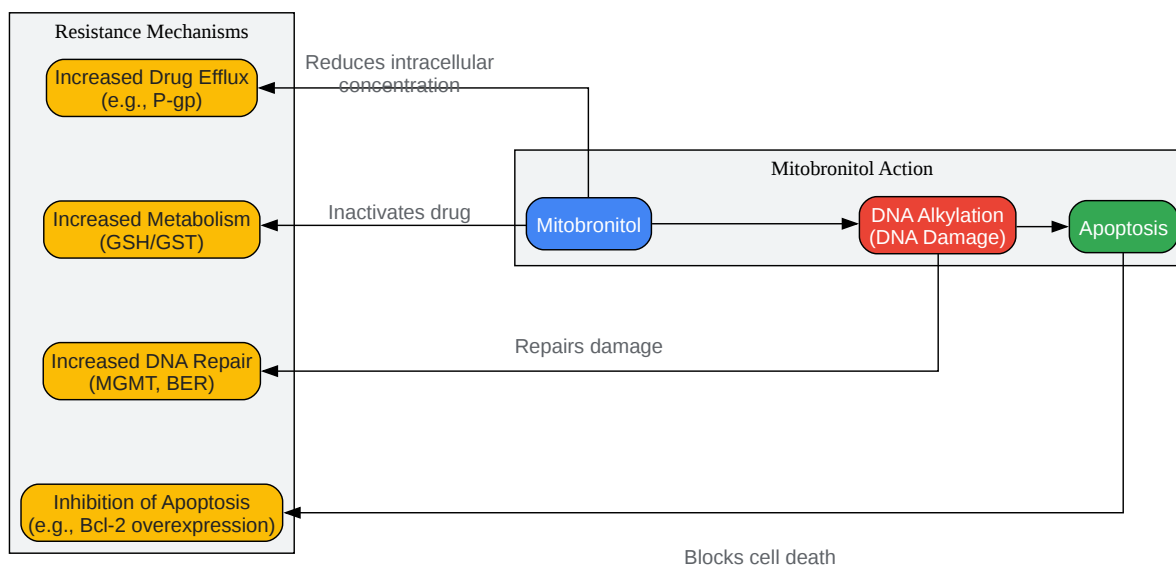 Resistance Mechanisms
Increased Drug Efflux
(e.g., P-gp)
Reduces intracellular
concentration
Mitobronitol Action
Increased Metabolism
(GSH/GST)
Inactivates drug
Mitobronitol
DNA Alkylation
(DNA Damage)
Apoptosis
Increased DNA Repair
(MGMT, BER)
Repairs damage
Inhibition of Apoptosis
(e.g., Bcl-2 overexpression)
Blocks cell death